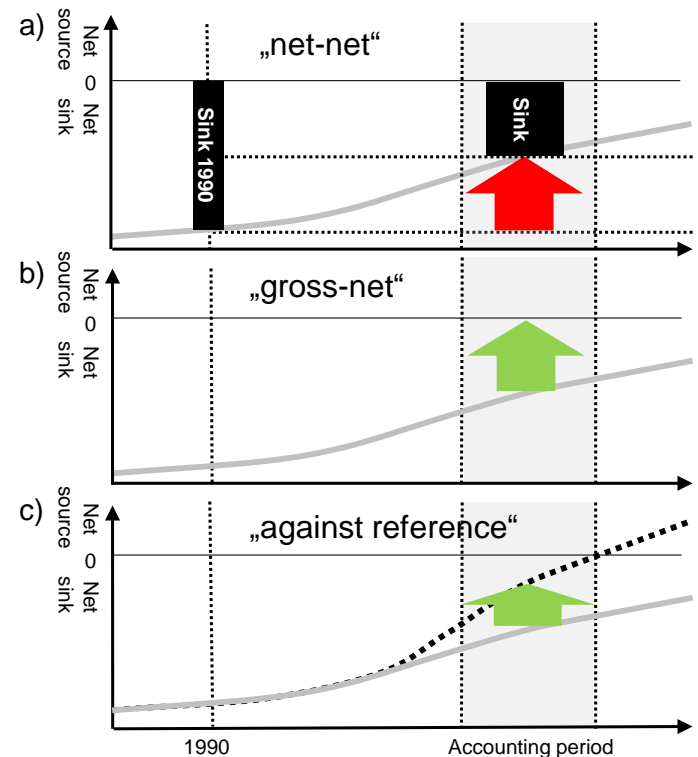 a)
„net-net“
Net
source
0
Net
sink
Sink 1990
Sink
b)
„gross-net“
Net
source
0
Net
sink
c)
„against reference“
Net
source
0
Net
sink
1990
Accounting period